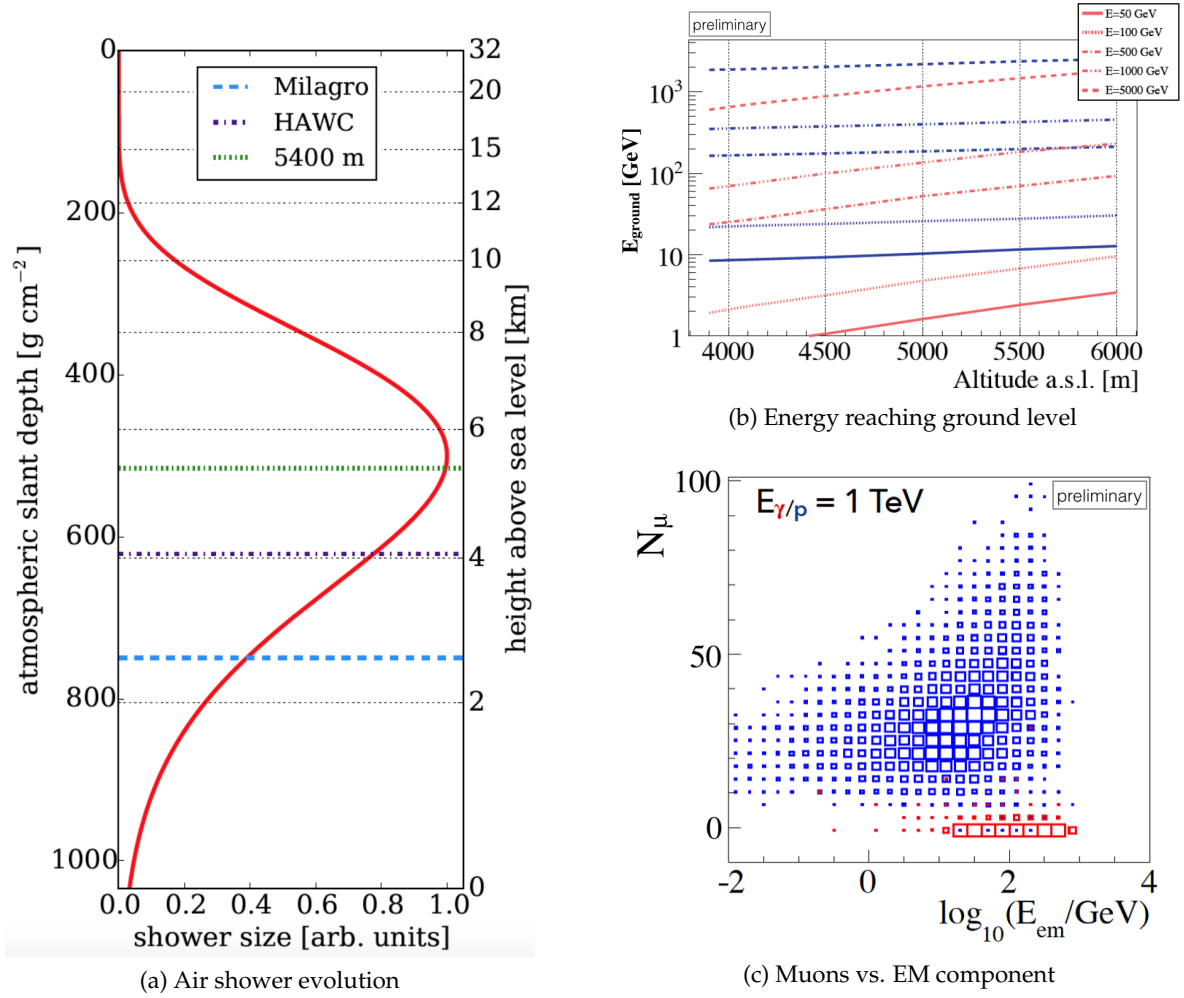 0
200
400
600
800
1000
atmospheric slant depth [g cm⁻²]
Milagro
HAWC
5400 m
32
20
15
12
10
8
6
4
2
0
height above sea level [km]
0.0 0.2 0.4 0.6 0.8 1.0
shower size [arb. units]
(a) Air shower evolution
preliminary
E=50 GeV
E=100 GeV
E=500 GeV
E=1000 GeV
E=5000 GeV
E_ground [GeV]
10³
10²
10
1
4000 4500 5000 5500 6000
Altitude a.s.l. [m]
(b) Energy reaching ground level
N_μ
100
50
0
E_γ/p = 1 TeV
preliminary
-2 0 2 4
log₁₀(E_em/GeV)
(c) Muons vs. EM component